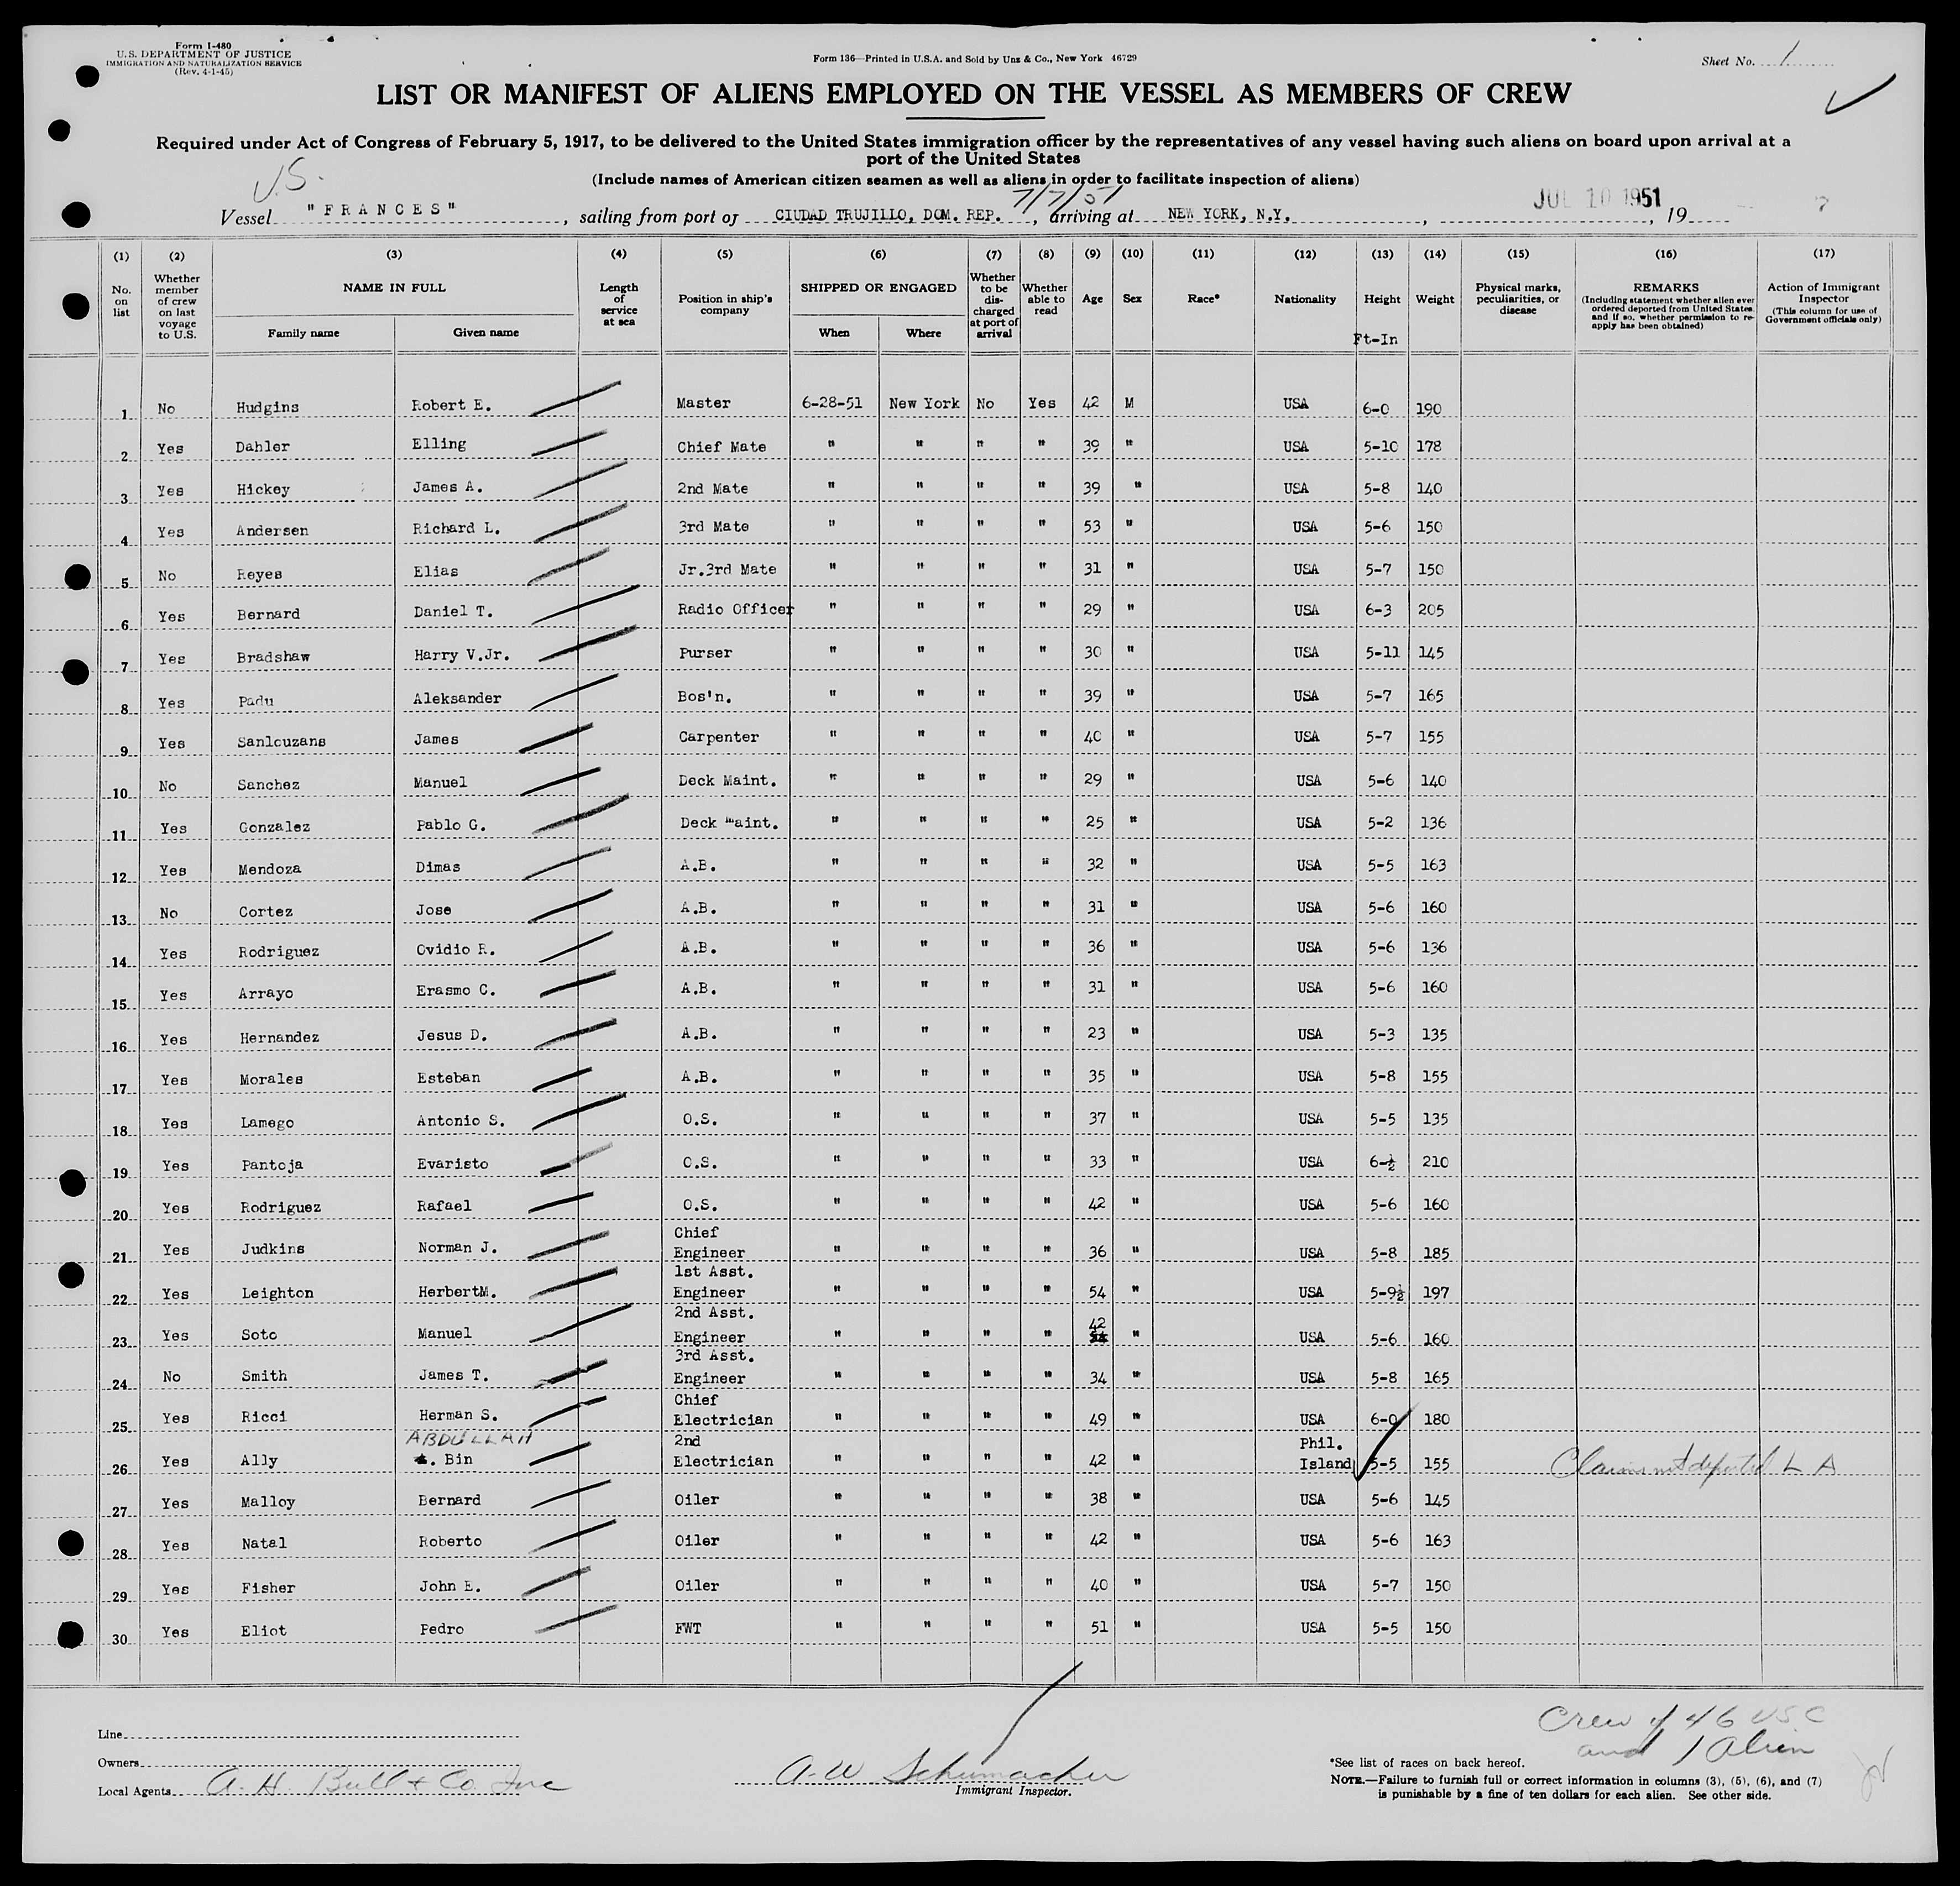 Form I-480
U.S. DEPARTMENT OF JUSTICE
IMMIGRATION AND NATURALIZATION SERVICE
(Rev. 4-1-45)
Form 136—Printed in U.S.A. and Sold by Unz & Co., New York 46729
Sheet No. 1
LIST OR MANIFEST OF ALIENS EMPLOYED ON THE VESSEL AS MEMBERS OF CREW
Required under Act of Congress of February 5, 1917, to be delivered to the United States immigration officer by the representatives of any vessel having such aliens on board upon arrival at a
port of the United States
(Include names of American citizen seamen as well as aliens in order to facilitate inspection of aliens)
U.S. 7/7/51
Vessel "FRANCES", sailing from port of CIUDAD TRUJILLO, DOM. REP., arriving at NEW YORK, N.Y., JUL 10 1951, 19
(1) (2) (3) (4) (5) (6) (7) (8) (9) (10) (11) (12) (13) (14) (15) (16) (17)
No. on list | Whether member of crew on last voyage to U.S. | NAME IN FULL Family name Given name | Length of service at sea | Position in ship's company | SHIPPED OR ENGAGED When Where | Whether to be discharged at port of arrival | Whether able to read | Age | Sex | Race* | Nationality | Height Ft-In | Weight | Physical marks, peculiarities, or disease | REMARKS (Including statement whether alien ever ordered deported from United States, and if so, whether permission to re-apply has been obtained) | Action of Immigrant Inspector (This column for use of Government officials only)
1 No Hudgins Robert E. Master 6-28-51 New York No Yes 42 M USA 6-0 190
2 Yes Dahler Elling Chief Mate " " " " 39 " USA 5-10 178
3 Yes Hickey James A. 2nd Mate " " " " 39 " USA 5-8 140
4 Yes Andersen Richard L. 3rd Mate " " " " 53 " USA 5-6 150
5 No Reyes Elias Jr.3rd Mate " " " " 31 " USA 5-7 150
6 Yes Bernard Daniel T. Radio Officer " " " " 29 " USA 6-3 205
7 Yes Bradshaw Harry V.Jr. Purser " " " " 30 " USA 5-11 145
8 Yes Padu Aleksander Bos'n. " " " " 39 " USA 5-7 165
9 Yes Sanlouzans James Carpenter " " " " 40 " USA 5-7 155
10 No Sanchez Manuel Deck Maint. " " " " 29 " USA 5-6 140
11 Yes Gonzalez Pablo G. Deck Maint. " " " " 25 " USA 5-2 136
12 Yes Mendoza Dimas A.B. " " " " 32 " USA 5-5 163
13 No Cortez Jose A.B. " " " " 31 " USA 5-6 160
14 Yes Rodriguez Ovidio R. A.B. " " " " 36 " USA 5-6 136
15 Yes Arrayo Erasmo C. A.B. " " " " 31 " USA 5-6 160
16 Yes Hernandez Jesus D. A.B. " " " " 23 " USA 5-3 135
17 Yes Morales Esteban A.B. " " " " 35 " USA 5-8 155
18 Yes Lamego Antonio S. O.S. " " " " 37 " USA 5-5 135
19 Yes Pantoja Evaristo O.S. " " " " 33 " USA 6-½ 210
20 Yes Rodriguez Rafael O.S. " " " " 42 " USA 5-6 160
21 Yes Judkins Norman J. Chief Engineer " " " " 36 " USA 5-8 185
22 Yes Leighton HerbertM. 1st Asst. Engineer " " " " 54 " USA 5-9½ 197
23 Yes Soto Manuel 2nd Asst. Engineer " " " " 42 " USA 5-6 160
24 No Smith James T. 3rd Asst. Engineer " " " " 34 " USA 5-8 165
25 Yes Ricci Herman S. Chief Electrician " " " " 49 " USA 6-0 180
26 Yes Ally ABDULLAH . Bin 2nd Electrician " " " " 42 " Phil. Island 5-5 155 Claims not deported L A
27 Yes Malloy Bernard Oiler " " " " 38 " USA 5-6 145
28 Yes Natal Roberto Oiler " " " " 42 " USA 5-6 163
29 Yes Fisher John E. Oiler " " " " 40 " USA 5-7 150
30 Yes Eliot Pedro FWT " " " " 51 " USA 5-5 150
Crew of 46 USC
and 1 Alien
Line
Owners
Local Agents A. H. Bull & Co. Inc
A. W Schumacher
Immigrant Inspector.
*See list of races on back hereof.
NOTE.—Failure to furnish full or correct information in columns (3), (5), (6), and (7)
is punishable by a fine of ten dollars for each alien. See other side.